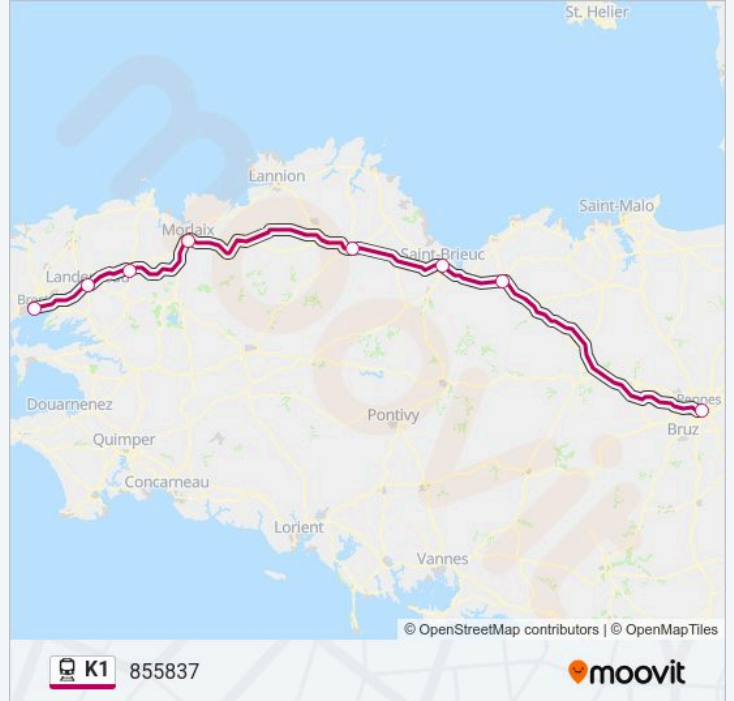 St. Helier
Lannion
Saint-Malo
Morlaix
Saint-Brieuc
Rennes
Douarnenez
Pontivy
Bruz
Quimper
Concarneau
Lorient
Vannes
© OpenStreetMap contributors | © OpenMapTiles
K1 855837
moovit